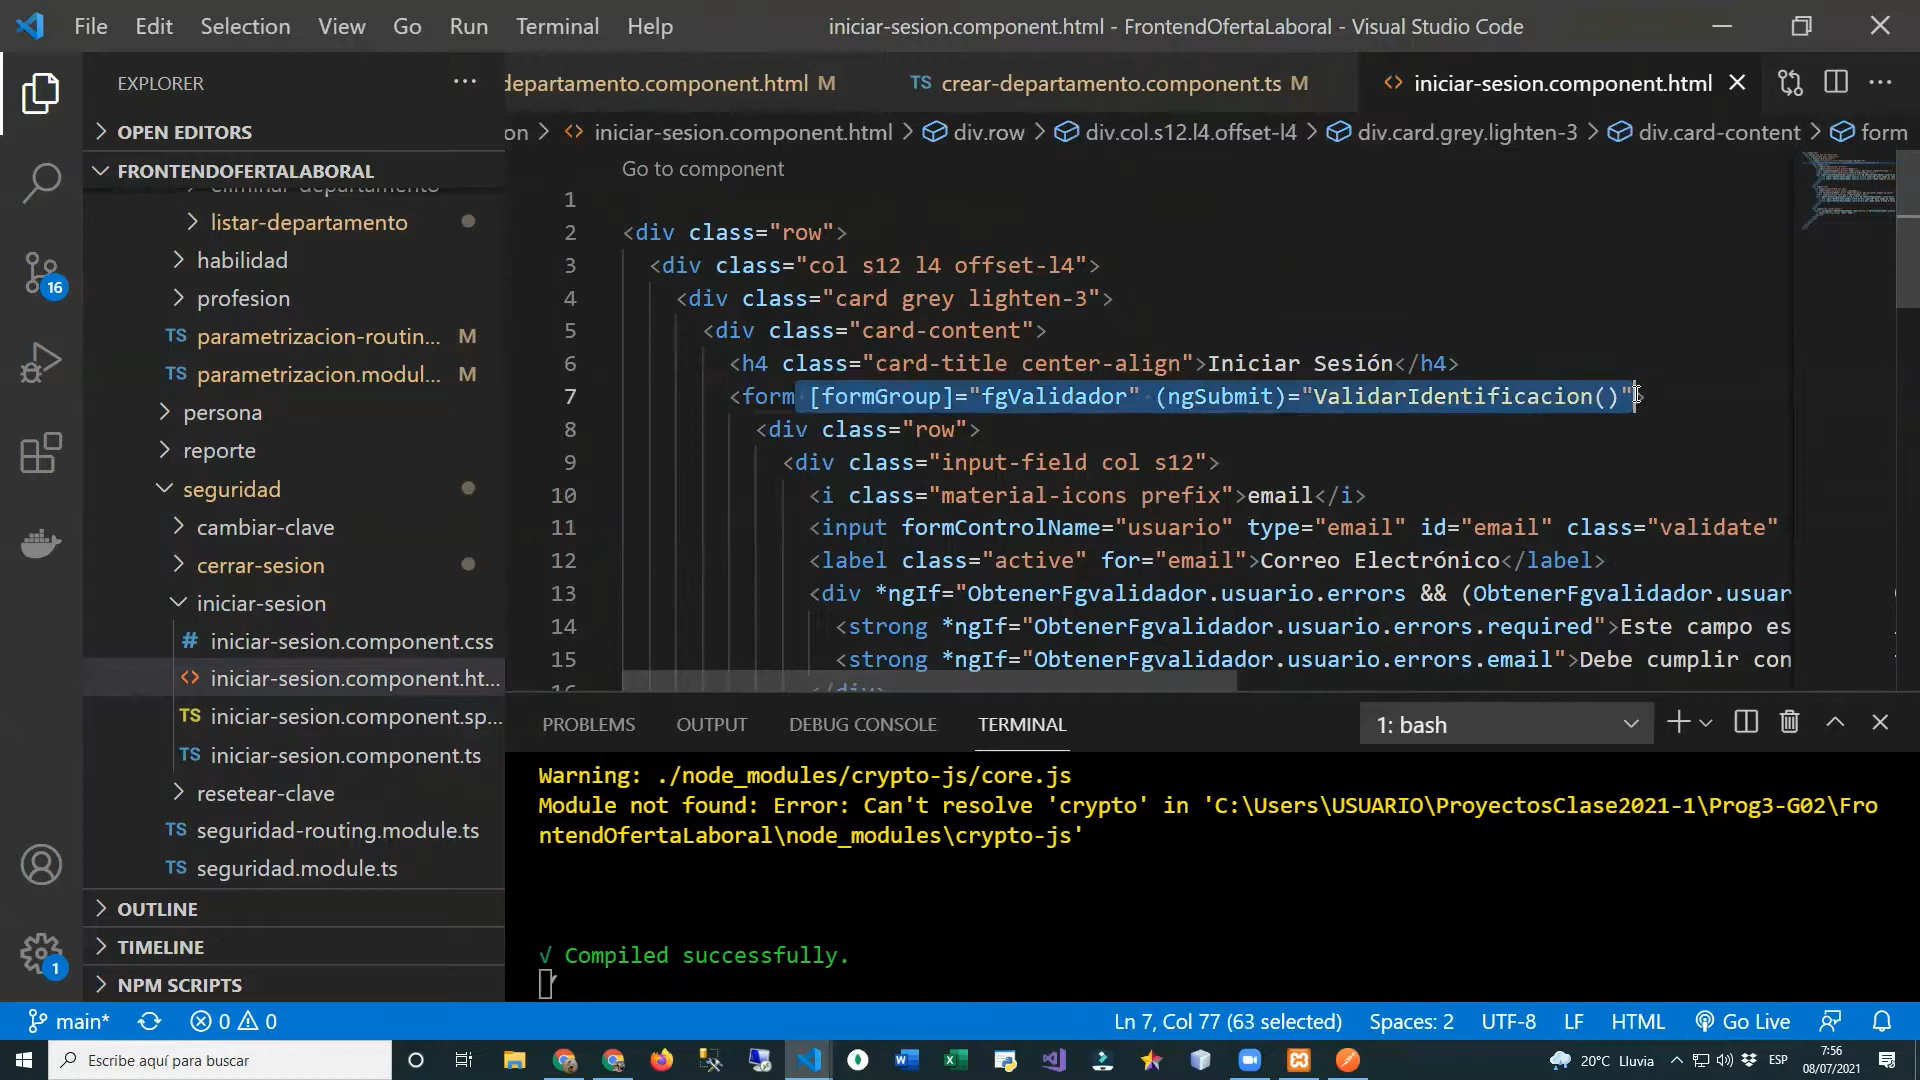 File Edit Selection View Go Run Terminal Help
iniciar-sesion.component.html - FrontendOfertaLaboral - Visual Studio Code
EXPLORER
OPEN EDITORS
FRONTENDOFERTALABORAL
eliminar-departamento
listar-departamento
habilidad
profesion
TS parametrizacion-routin... M
TS parametrizacion.modul... M
persona
reporte
seguridad
cambiar-clave
cerrar-sesion
iniciar-sesion
# iniciar-sesion.component.css
<> iniciar-sesion.component.ht...
TS iniciar-sesion.component.sp...
TS iniciar-sesion.component.ts
resetear-clave
TS seguridad-routing.module.ts
TS seguridad.module.ts
OUTLINE
TIMELINE
NPM SCRIPTS
16
1
departamento.component.html M TS crear-departamento.component.ts M <> iniciar-sesion.component.html
on > <> iniciar-sesion.component.html > div.row > div.col.s12.l4.offset-l4 > div.card.grey.lighten-3 > div.card-content > form
Go to component
1
2 <div class="row">
3 <div class="col s12 l4 offset-l4">
4 <div class="card grey lighten-3">
5 <div class="card-content">
6 <h4 class="card-title center-align">Iniciar Sesión</h4>
7 <form [formGroup]="fgValidador" (ngSubmit)="ValidarIdentificacion()">
8 <div class="row">
9 <div class="input-field col s12">
10 <i class="material-icons prefix">email</i>
11 <input formControlName="usuario" type="email" id="email" class="validate"
12 <label class="active" for="email">Correo Electrónico</label>
13 <div *ngIf="ObtenerFgvalidador.usuario.errors && (ObtenerFgvalidador.usuar
14 <strong *ngIf="ObtenerFgvalidador.usuario.errors.required">Este campo es
15 <strong *ngIf="ObtenerFgvalidador.usuario.errors.email">Debe cumplir con
16 </div>
PROBLEMS OUTPUT DEBUG CONSOLE TERMINAL 1: bash
Warning: ./node_modules/crypto-js/core.js
Module not found: Error: Can't resolve 'crypto' in 'C:\Users\USUARIO\ProyectosClase2021-1\Prog3-G02\Fro
ntendOfertaLaboral\node_modules\crypto-js'
√ Compiled successfully.
main* 0 0 Ln 7, Col 77 (63 selected) Spaces: 2 UTF-8 LF HTML Go Live
Escribe aquí para buscar
20°C Lluvia
ESP
7:56
08/07/2021